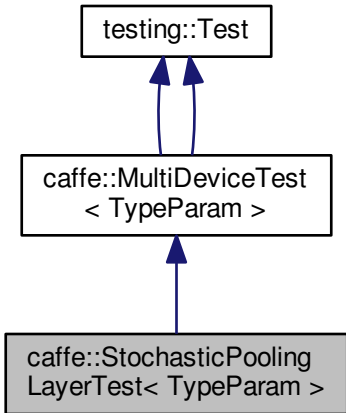 testing::Test
caffe::MultiDeviceTest
< TypeParam >
caffe::StochasticPooling
LayerTest< TypeParam >